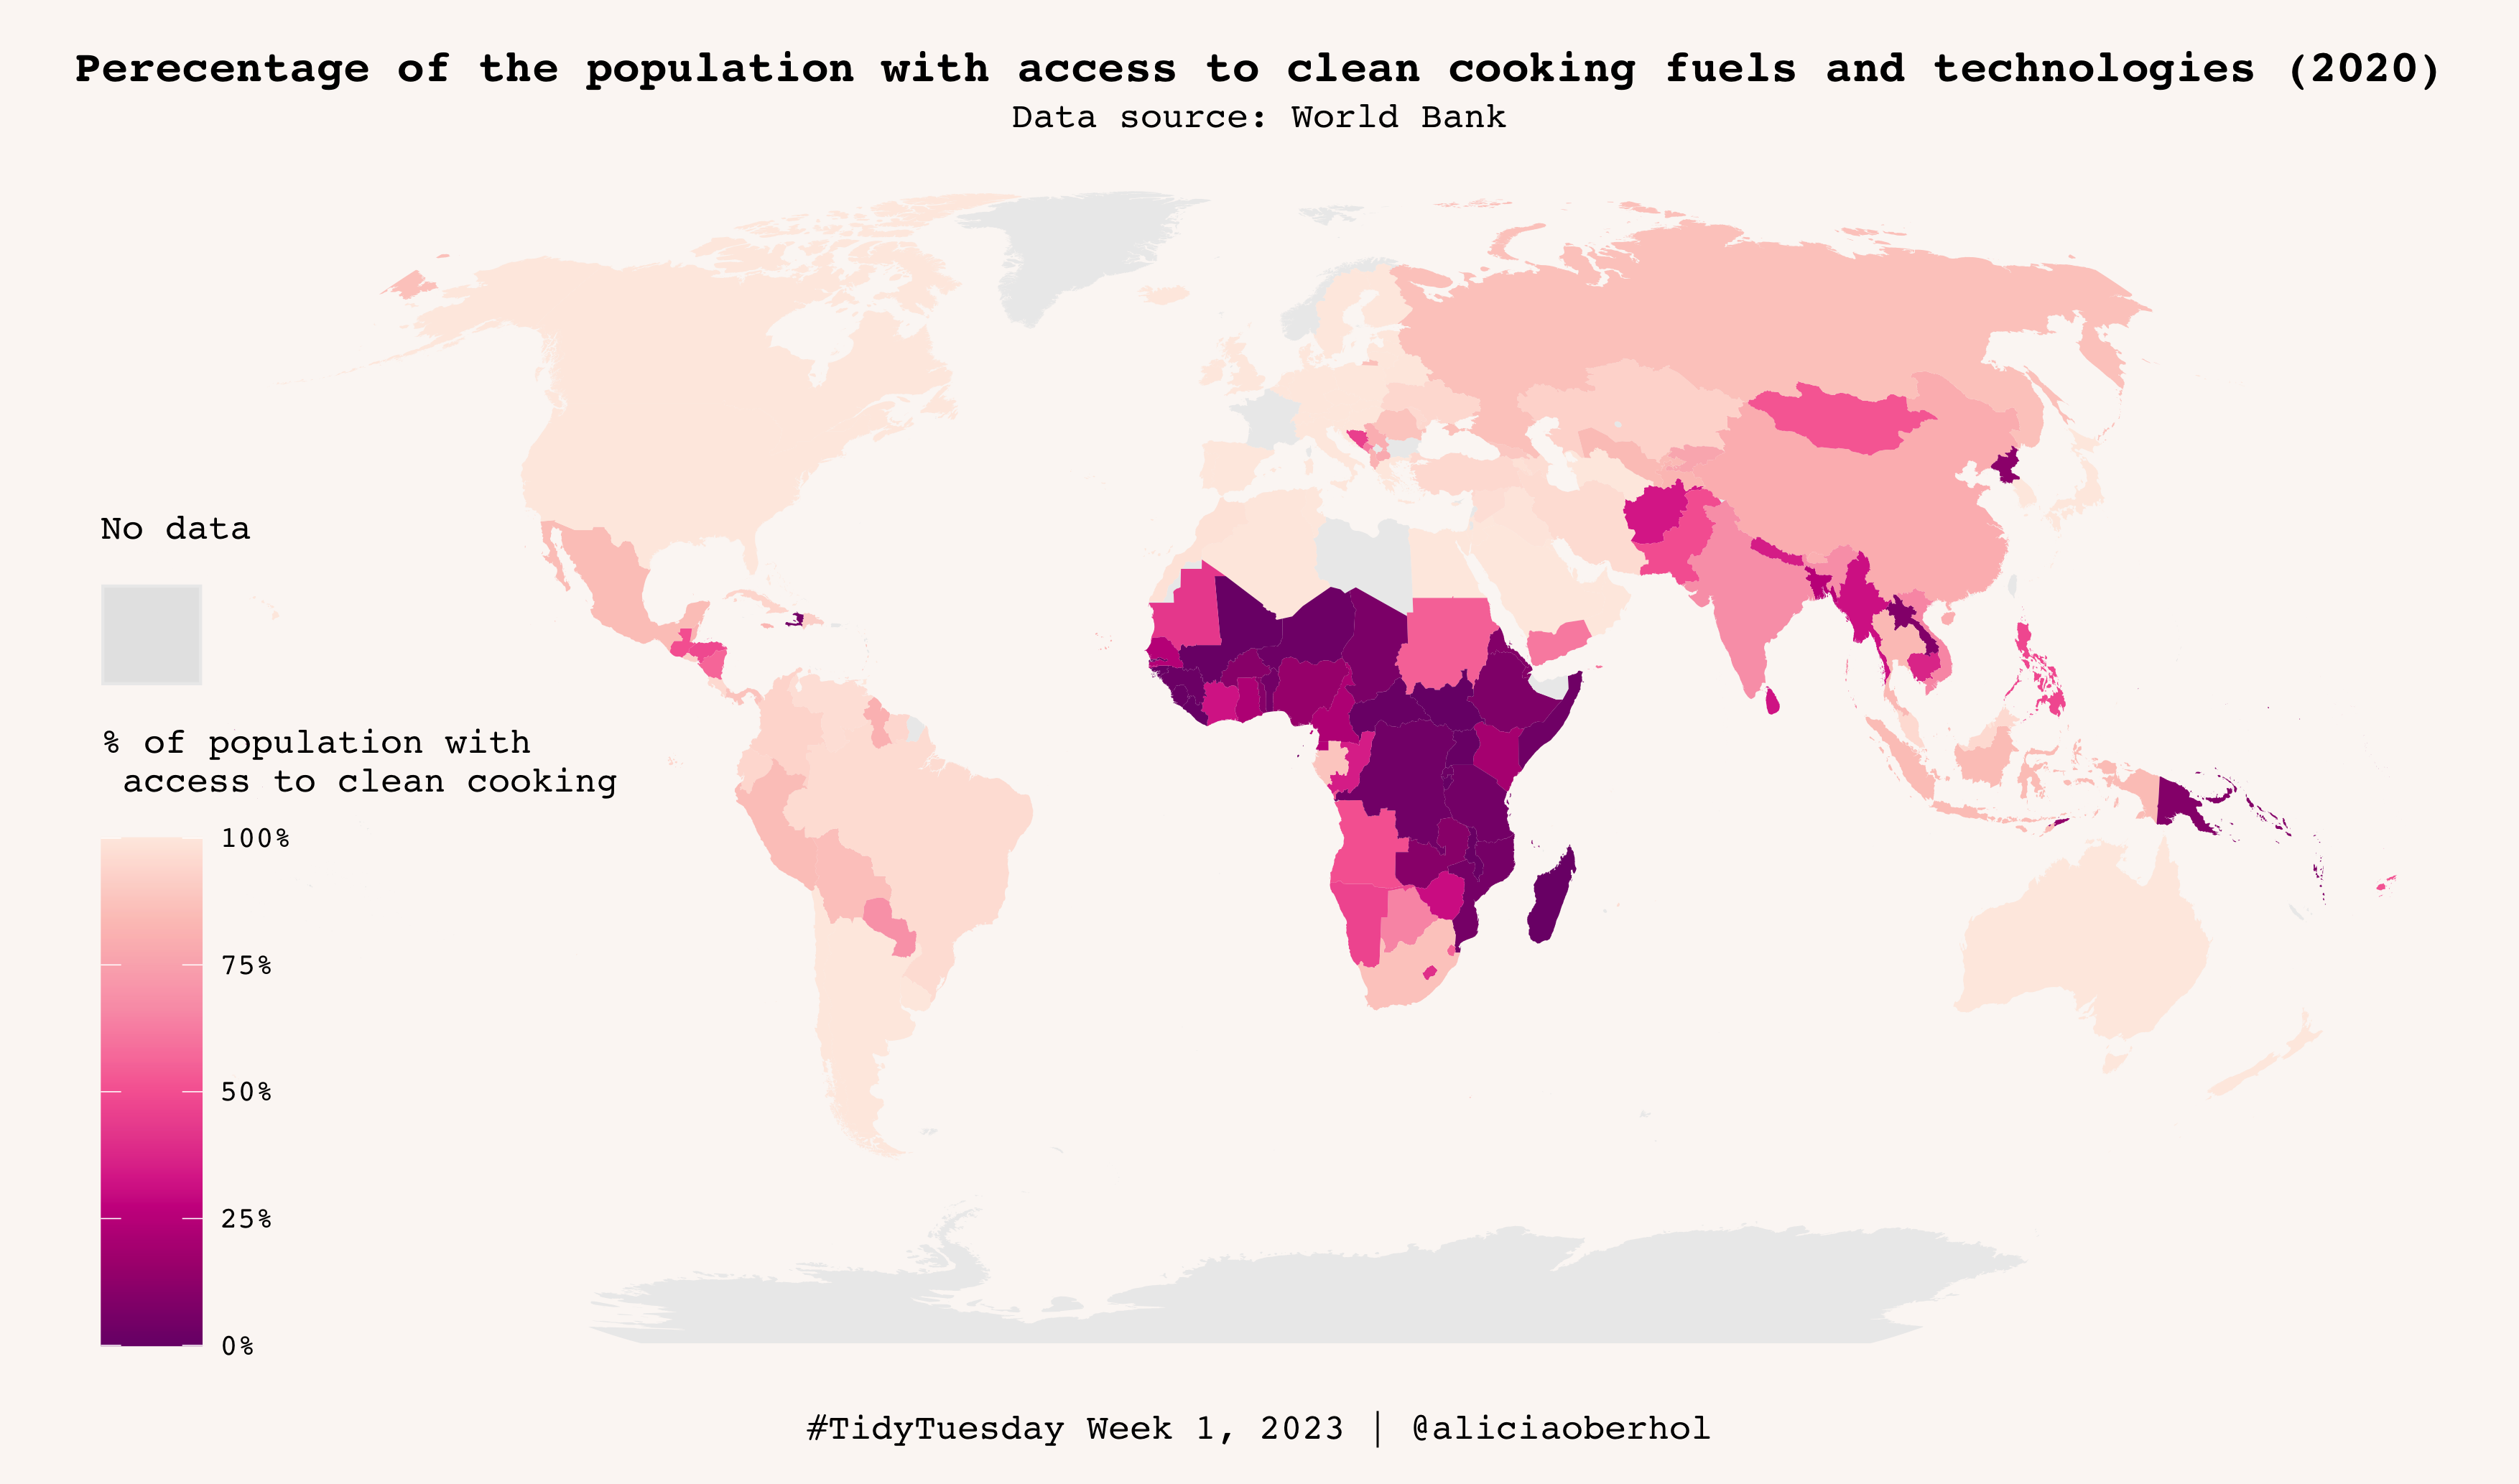 Perecentage of the population with access to clean cooking fuels and technologies (2020)
Data source: World Bank
No data
% of population with
access to clean cooking
100%
75%
50%
25%
0%
#TidyTuesday Week 1, 2023 | @aliciaoberhol